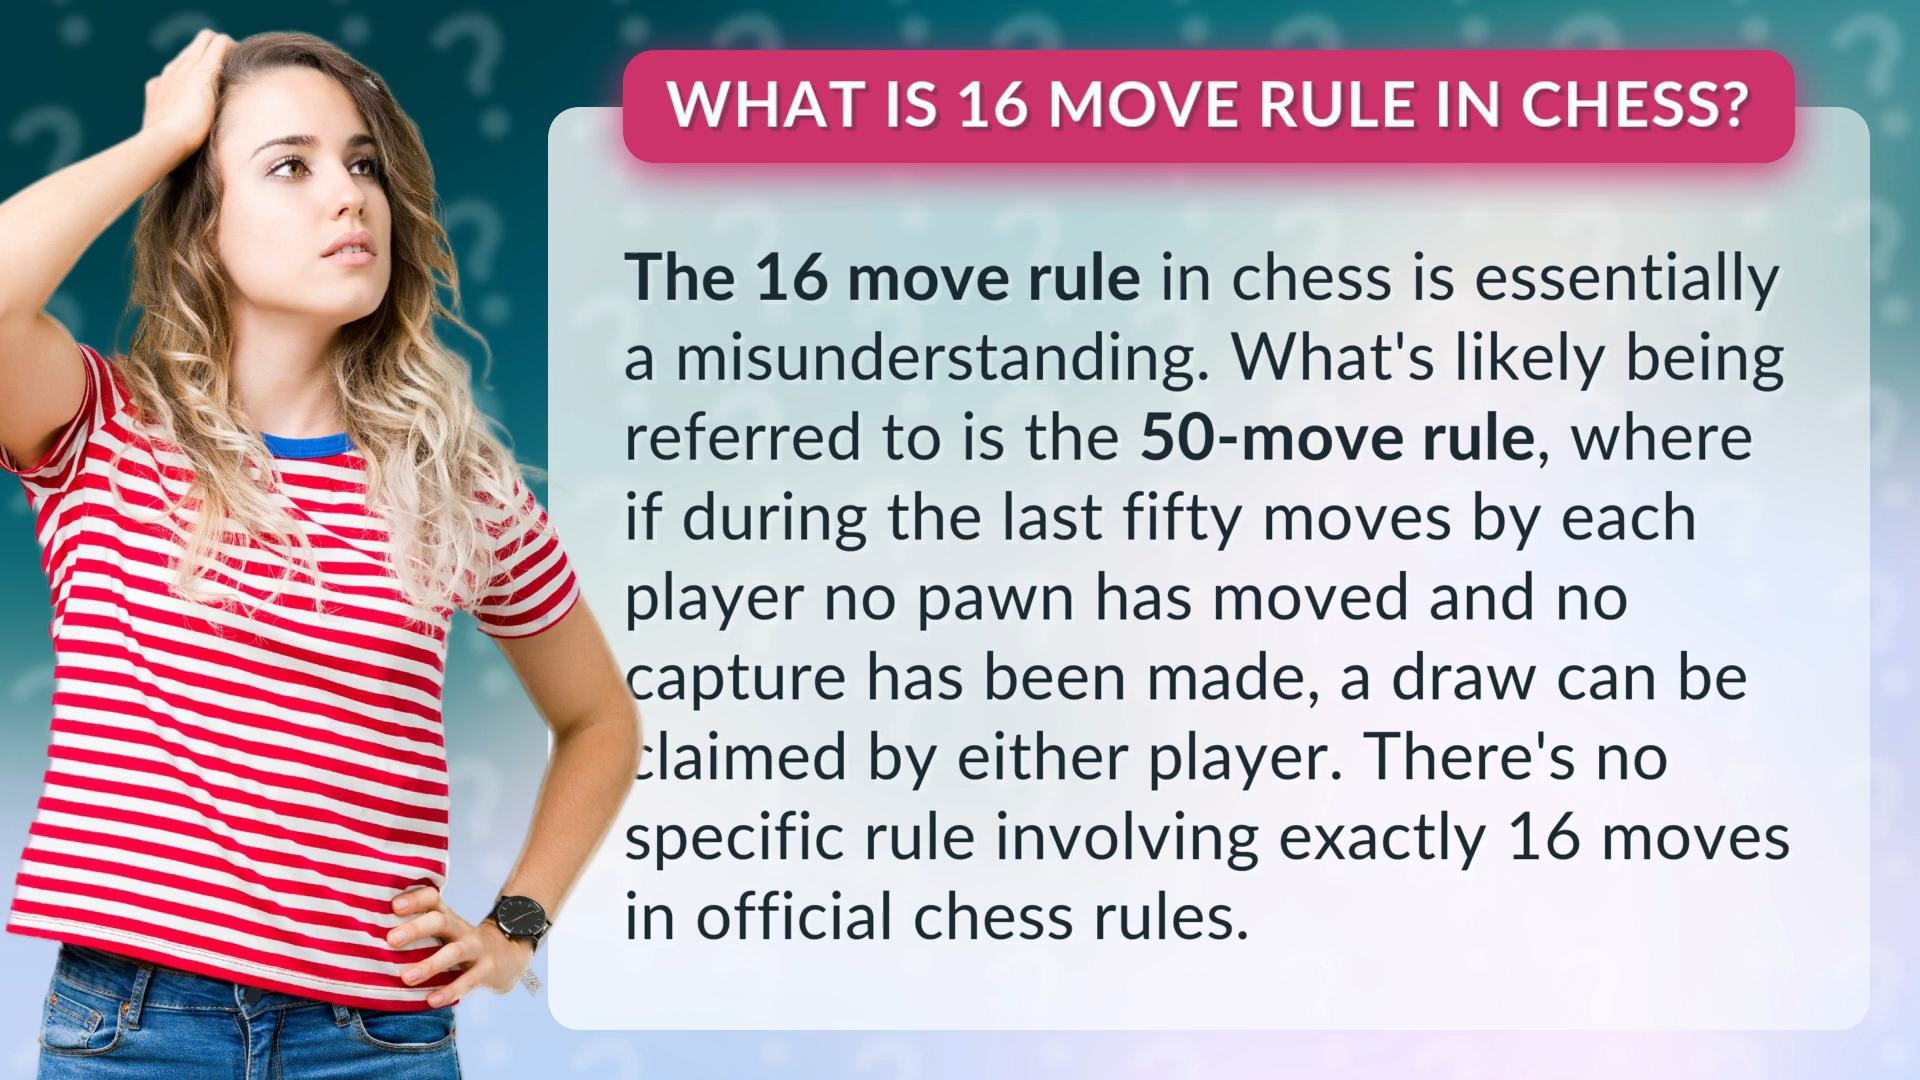 WHAT IS 16 MOVE RULE IN CHESS?
The 16 move rule in chess is essentially
a misunderstanding. What's likely being
referred to is the 50-move rule, where
if during the last fifty moves by each
player no pawn has moved and no
capture has been made, a draw can be
claimed by either player. There's no
specific rule involving exactly 16 moves
in official chess rules.